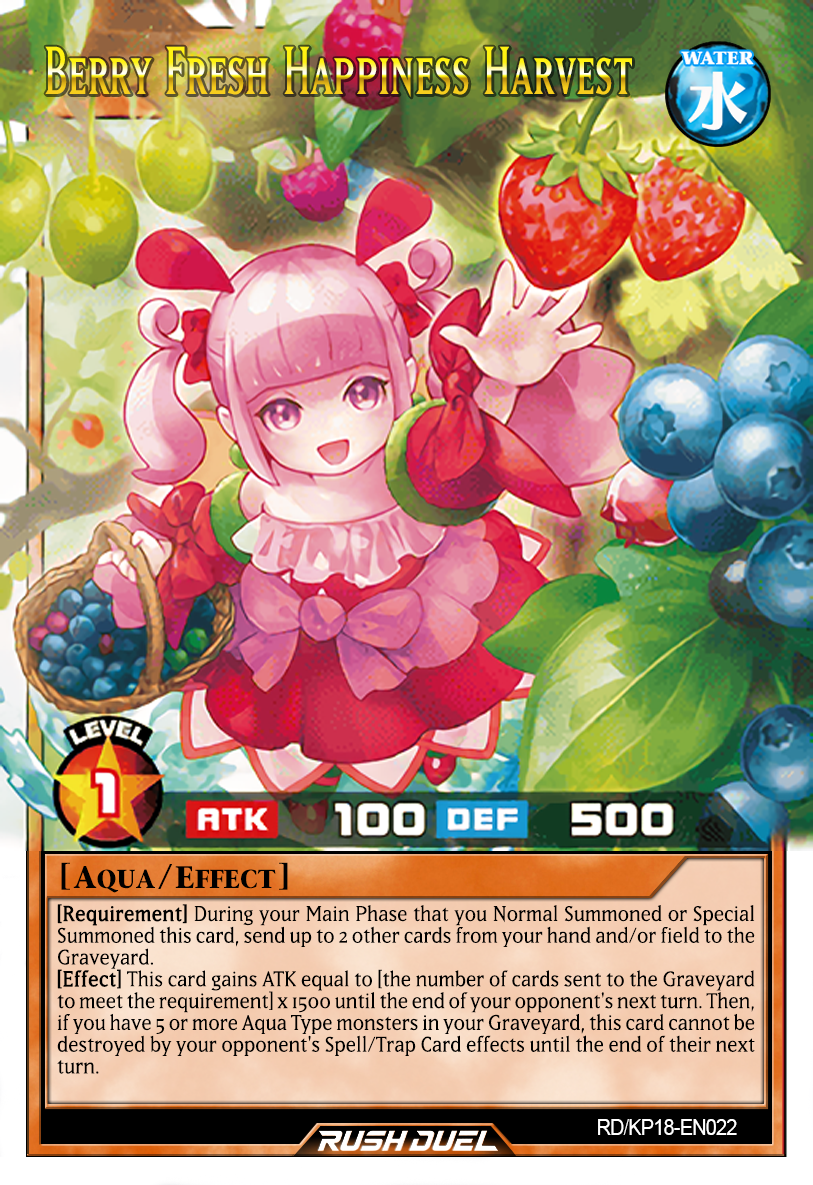 Berry Fresh Happiness Harvest
WATER
水
LEVEL
1
ATK 100 DEF 500
[Aqua/Effect]
[Requirement] During your Main Phase that you Normal Summoned or Special
Summoned this card, send up to 2 other cards from your hand and/or field to the
Graveyard.
[Effect] This card gains ATK equal to [the number of cards sent to the Graveyard
to meet the requirement] x 1500 until the end of your opponent's next turn. Then,
if you have 5 or more Aqua Type monsters in your Graveyard, this card cannot be
destroyed by your opponent's Spell/Trap Card effects until the end of their next
turn.
RUSH DUEL
RD/KP18-EN022